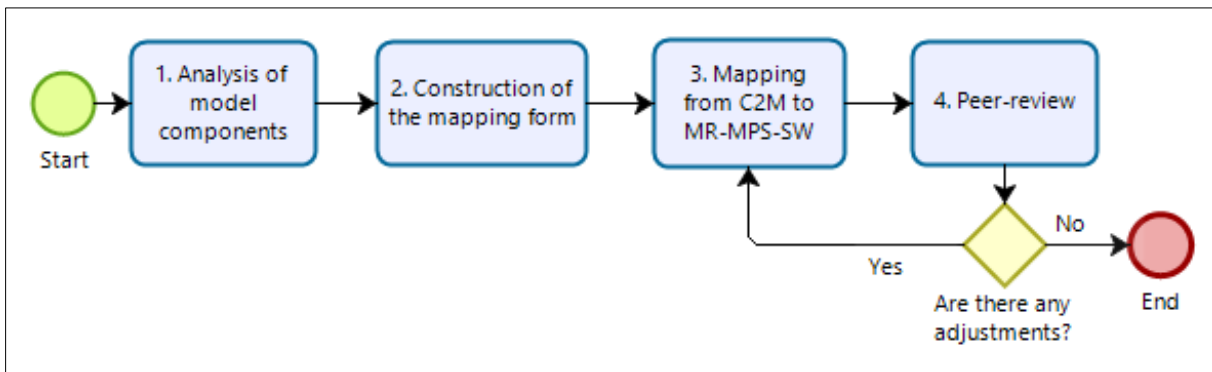 Start
1. Analysis of
model
components
2. Construction of
the mapping form
3. Mapping
from C2M to
MR-MPS-SW
4. Peer-review
Are there any
adjustments?
Yes
No
End